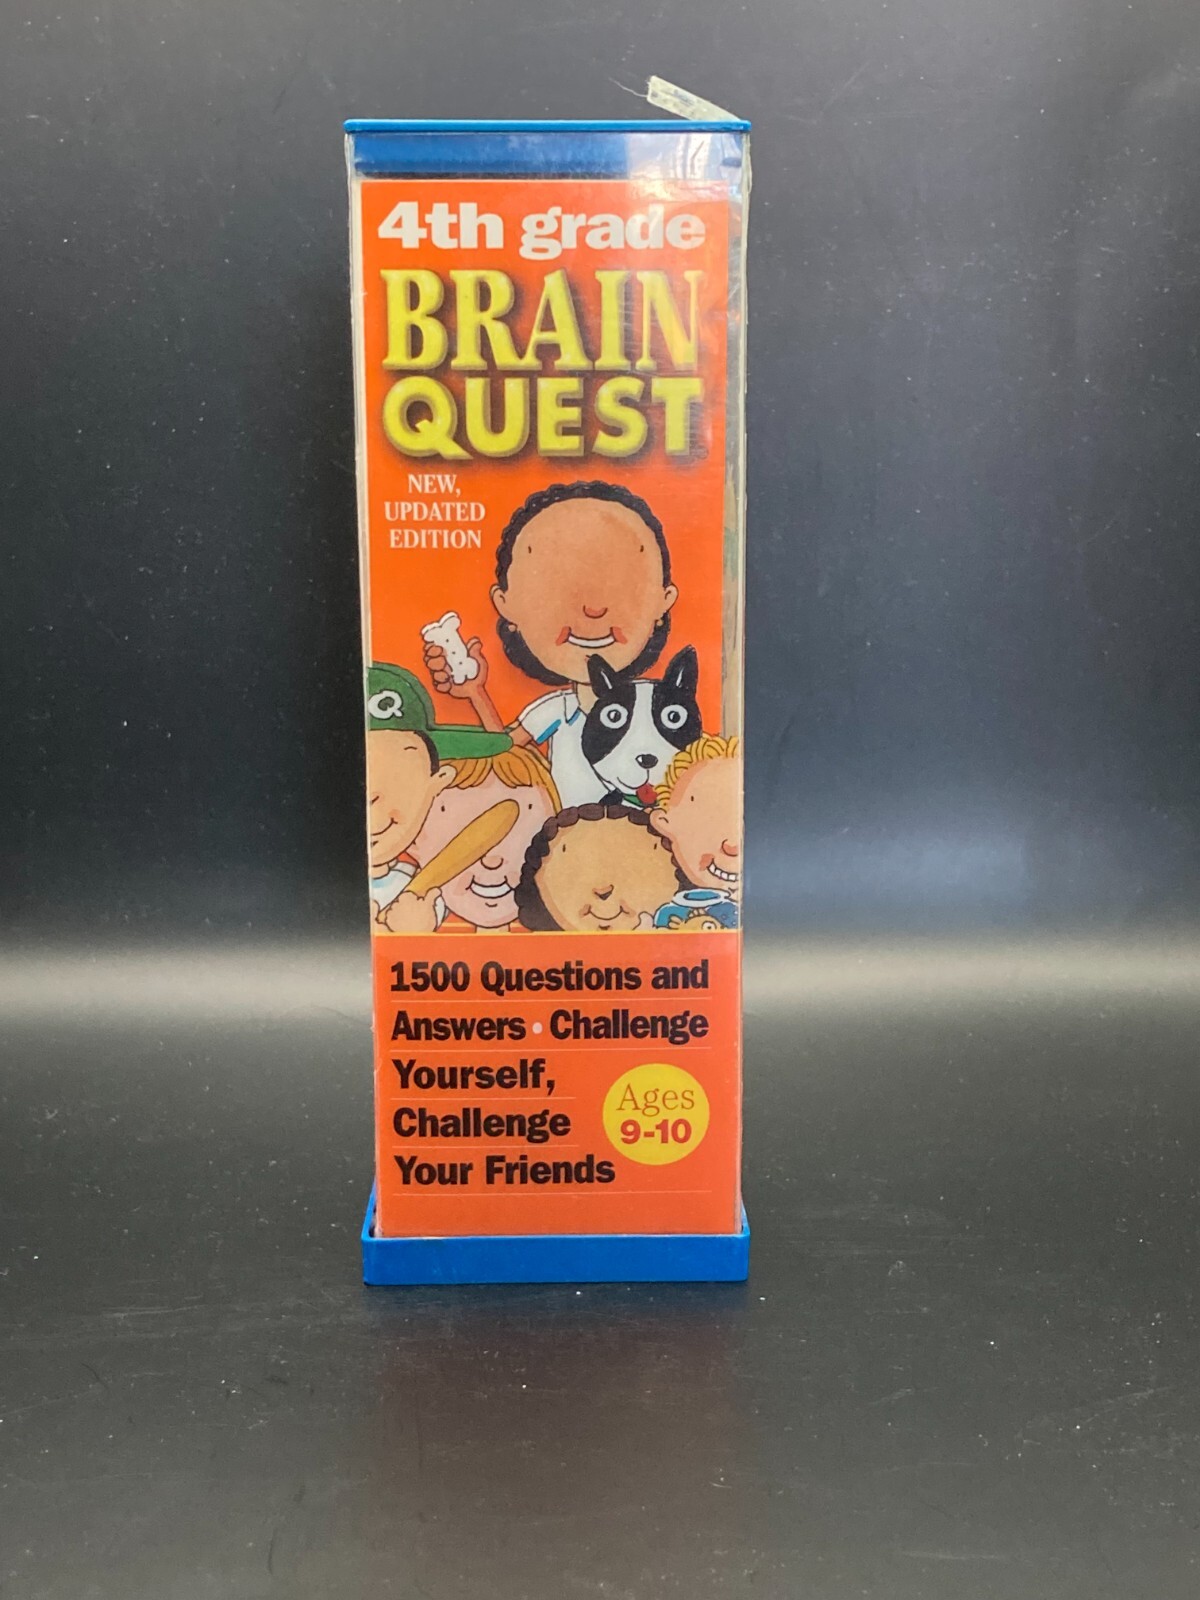 4th grade
BRAIN
QUEST
NEW,
UPDATED
EDITION
Q
1500 Questions and
Answers • Challenge
Yourself,
Challenge
Your Friends
Ages
9-10